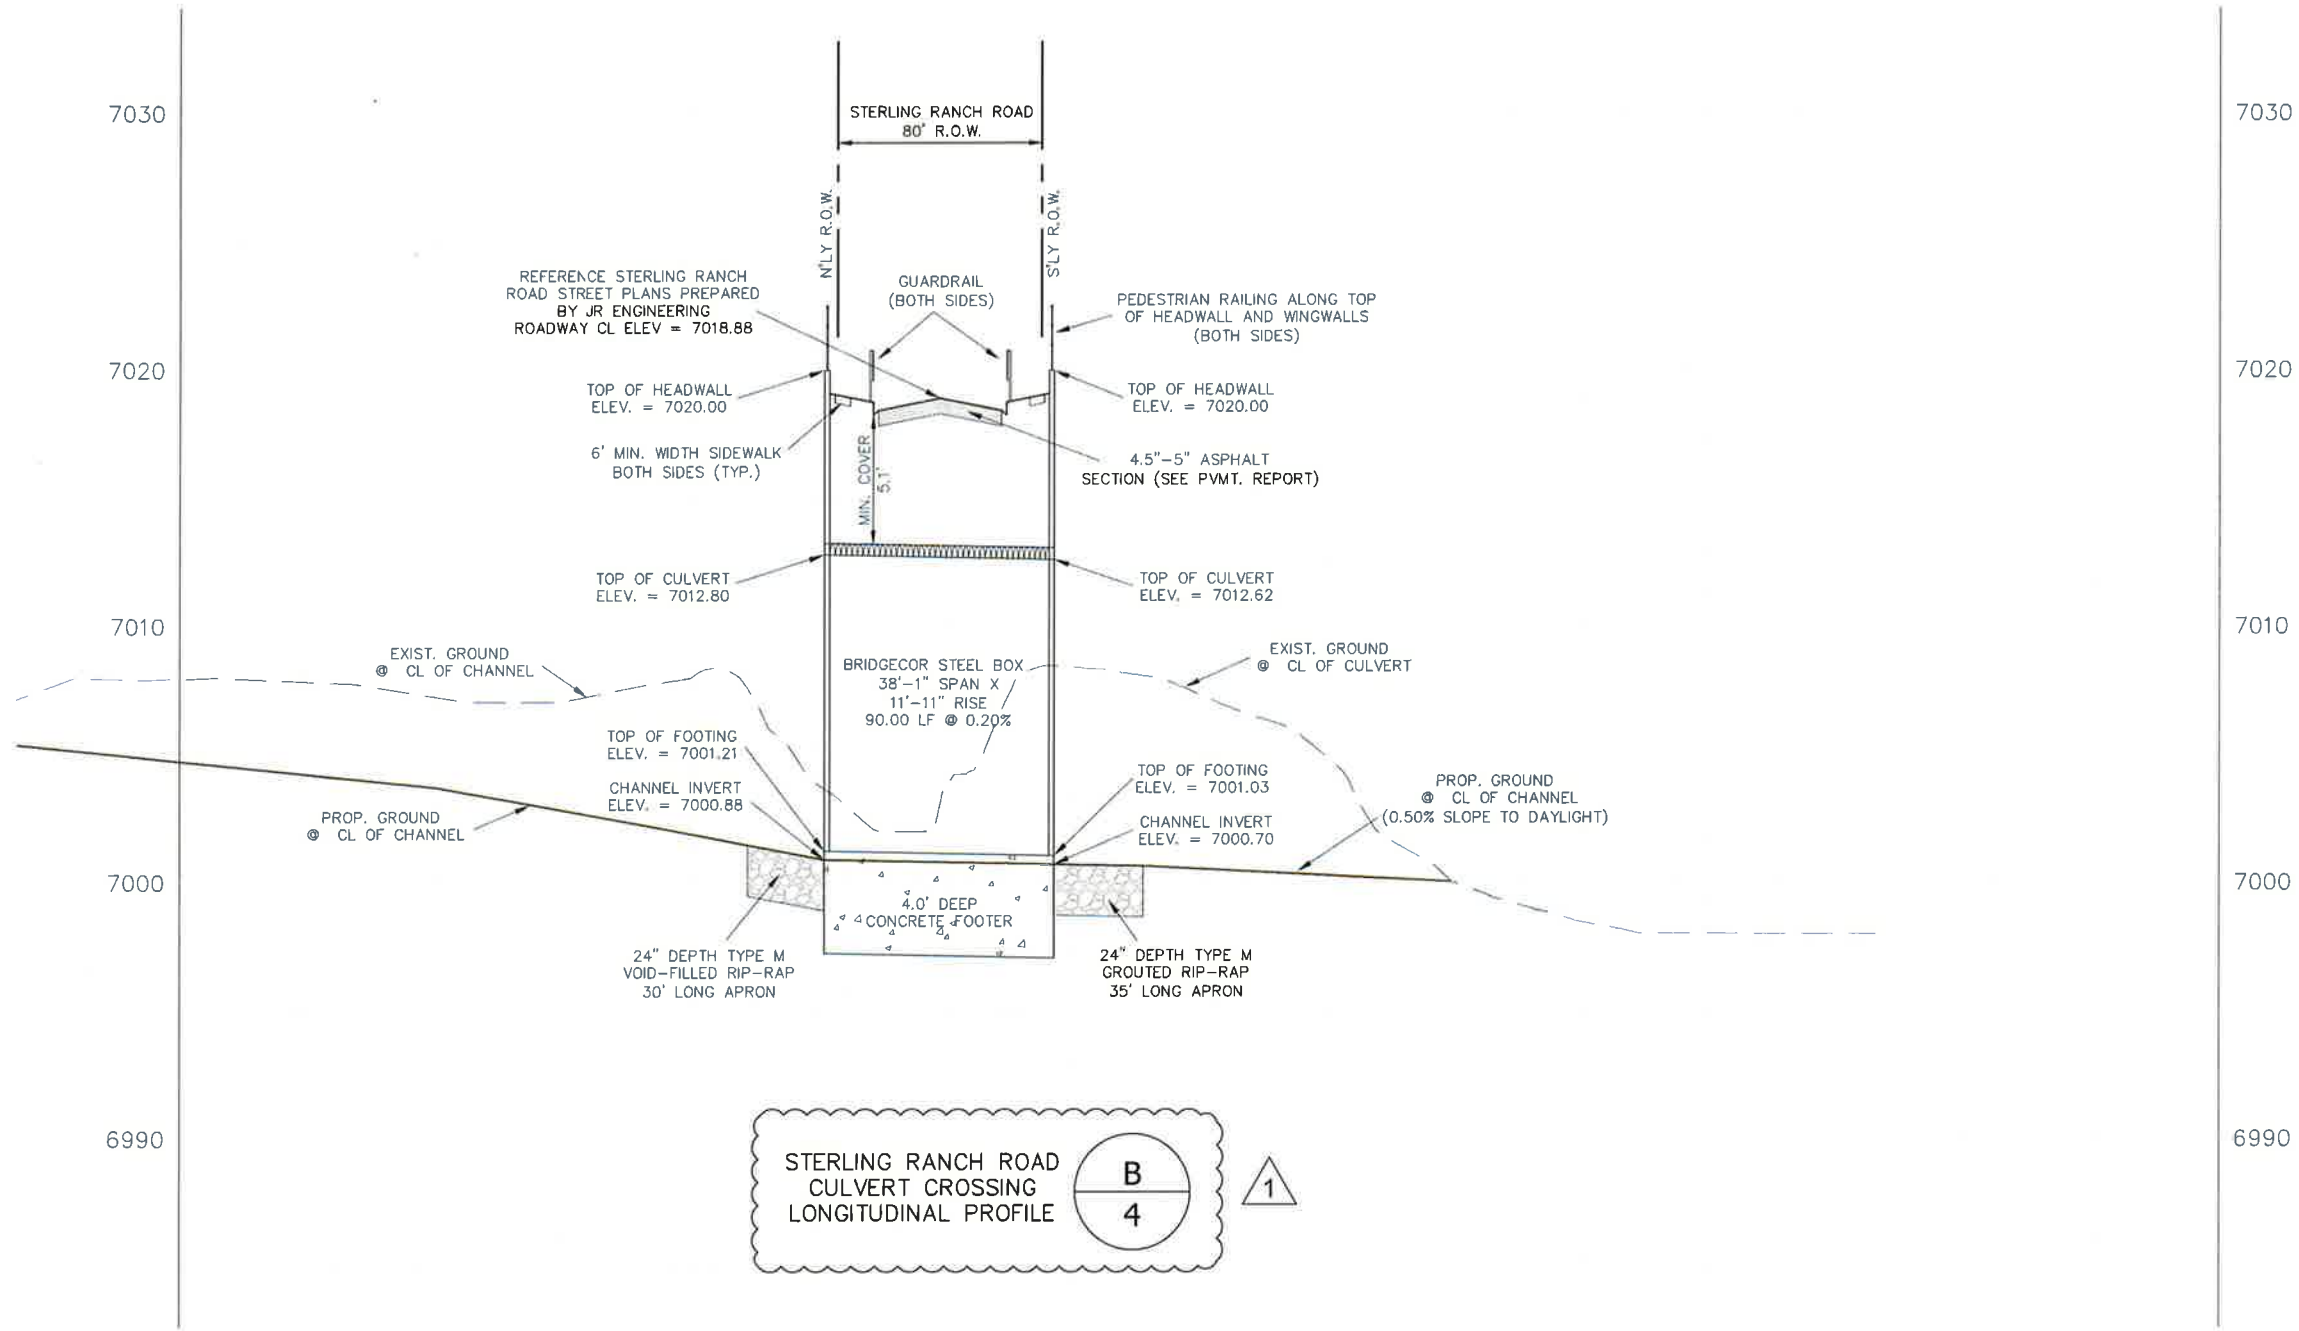 7030
7020
7010
7000
6990
STERLING RANCH ROAD
80' R.O.W.
N'LY R.O.W.
S'LY R.O.W.
REFERENCE STERLING RANCH
ROAD STREET PLANS PREPARED
BY JR ENGINEERING
ROADWAY CL ELEV = 7018.88
GUARDRAIL
(BOTH SIDES)
PEDESTRIAN RAILING ALONG TOP
OF HEADWALL AND WINGWALLS
(BOTH SIDES)
TOP OF HEADWALL
ELEV. = 7020.00
TOP OF HEADWALL
ELEV. = 7020.00
6' MIN. WIDTH SIDEWALK
BOTH SIDES (TYP.)
MIN. COVER
5.1'
4.5"-5" ASPHALT
SECTION (SEE PVMT. REPORT)
TOP OF CULVERT
ELEV. = 7012.80
TOP OF CULVERT
ELEV. = 7012.62
EXIST. GROUND
@ CL OF CHANNEL
BRIDGECOR STEEL BOX
38'-1" SPAN X
11'-11" RISE
90.00 LF @ 0.20%
EXIST. GROUND
@ CL OF CULVERT
TOP OF FOOTING
ELEV. = 7001.21
CHANNEL INVERT
ELEV. = 7000.88
TOP OF FOOTING
ELEV. = 7001.03
CHANNEL INVERT
ELEV. = 7000.70
PROP. GROUND
@ CL OF CHANNEL
PROP. GROUND
@ CL OF CHANNEL
(0.50% SLOPE TO DAYLIGHT)
4.0' DEEP
CONCRETE FOOTER
24" DEPTH TYPE M
VOID-FILLED RIP-RAP
30' LONG APRON
24" DEPTH TYPE M
GROUTED RIP-RAP
35' LONG APRON
STERLING RANCH ROAD
CULVERT CROSSING
LONGITUDINAL PROFILE
B
4
1
7030
7020
7010
7000
6990